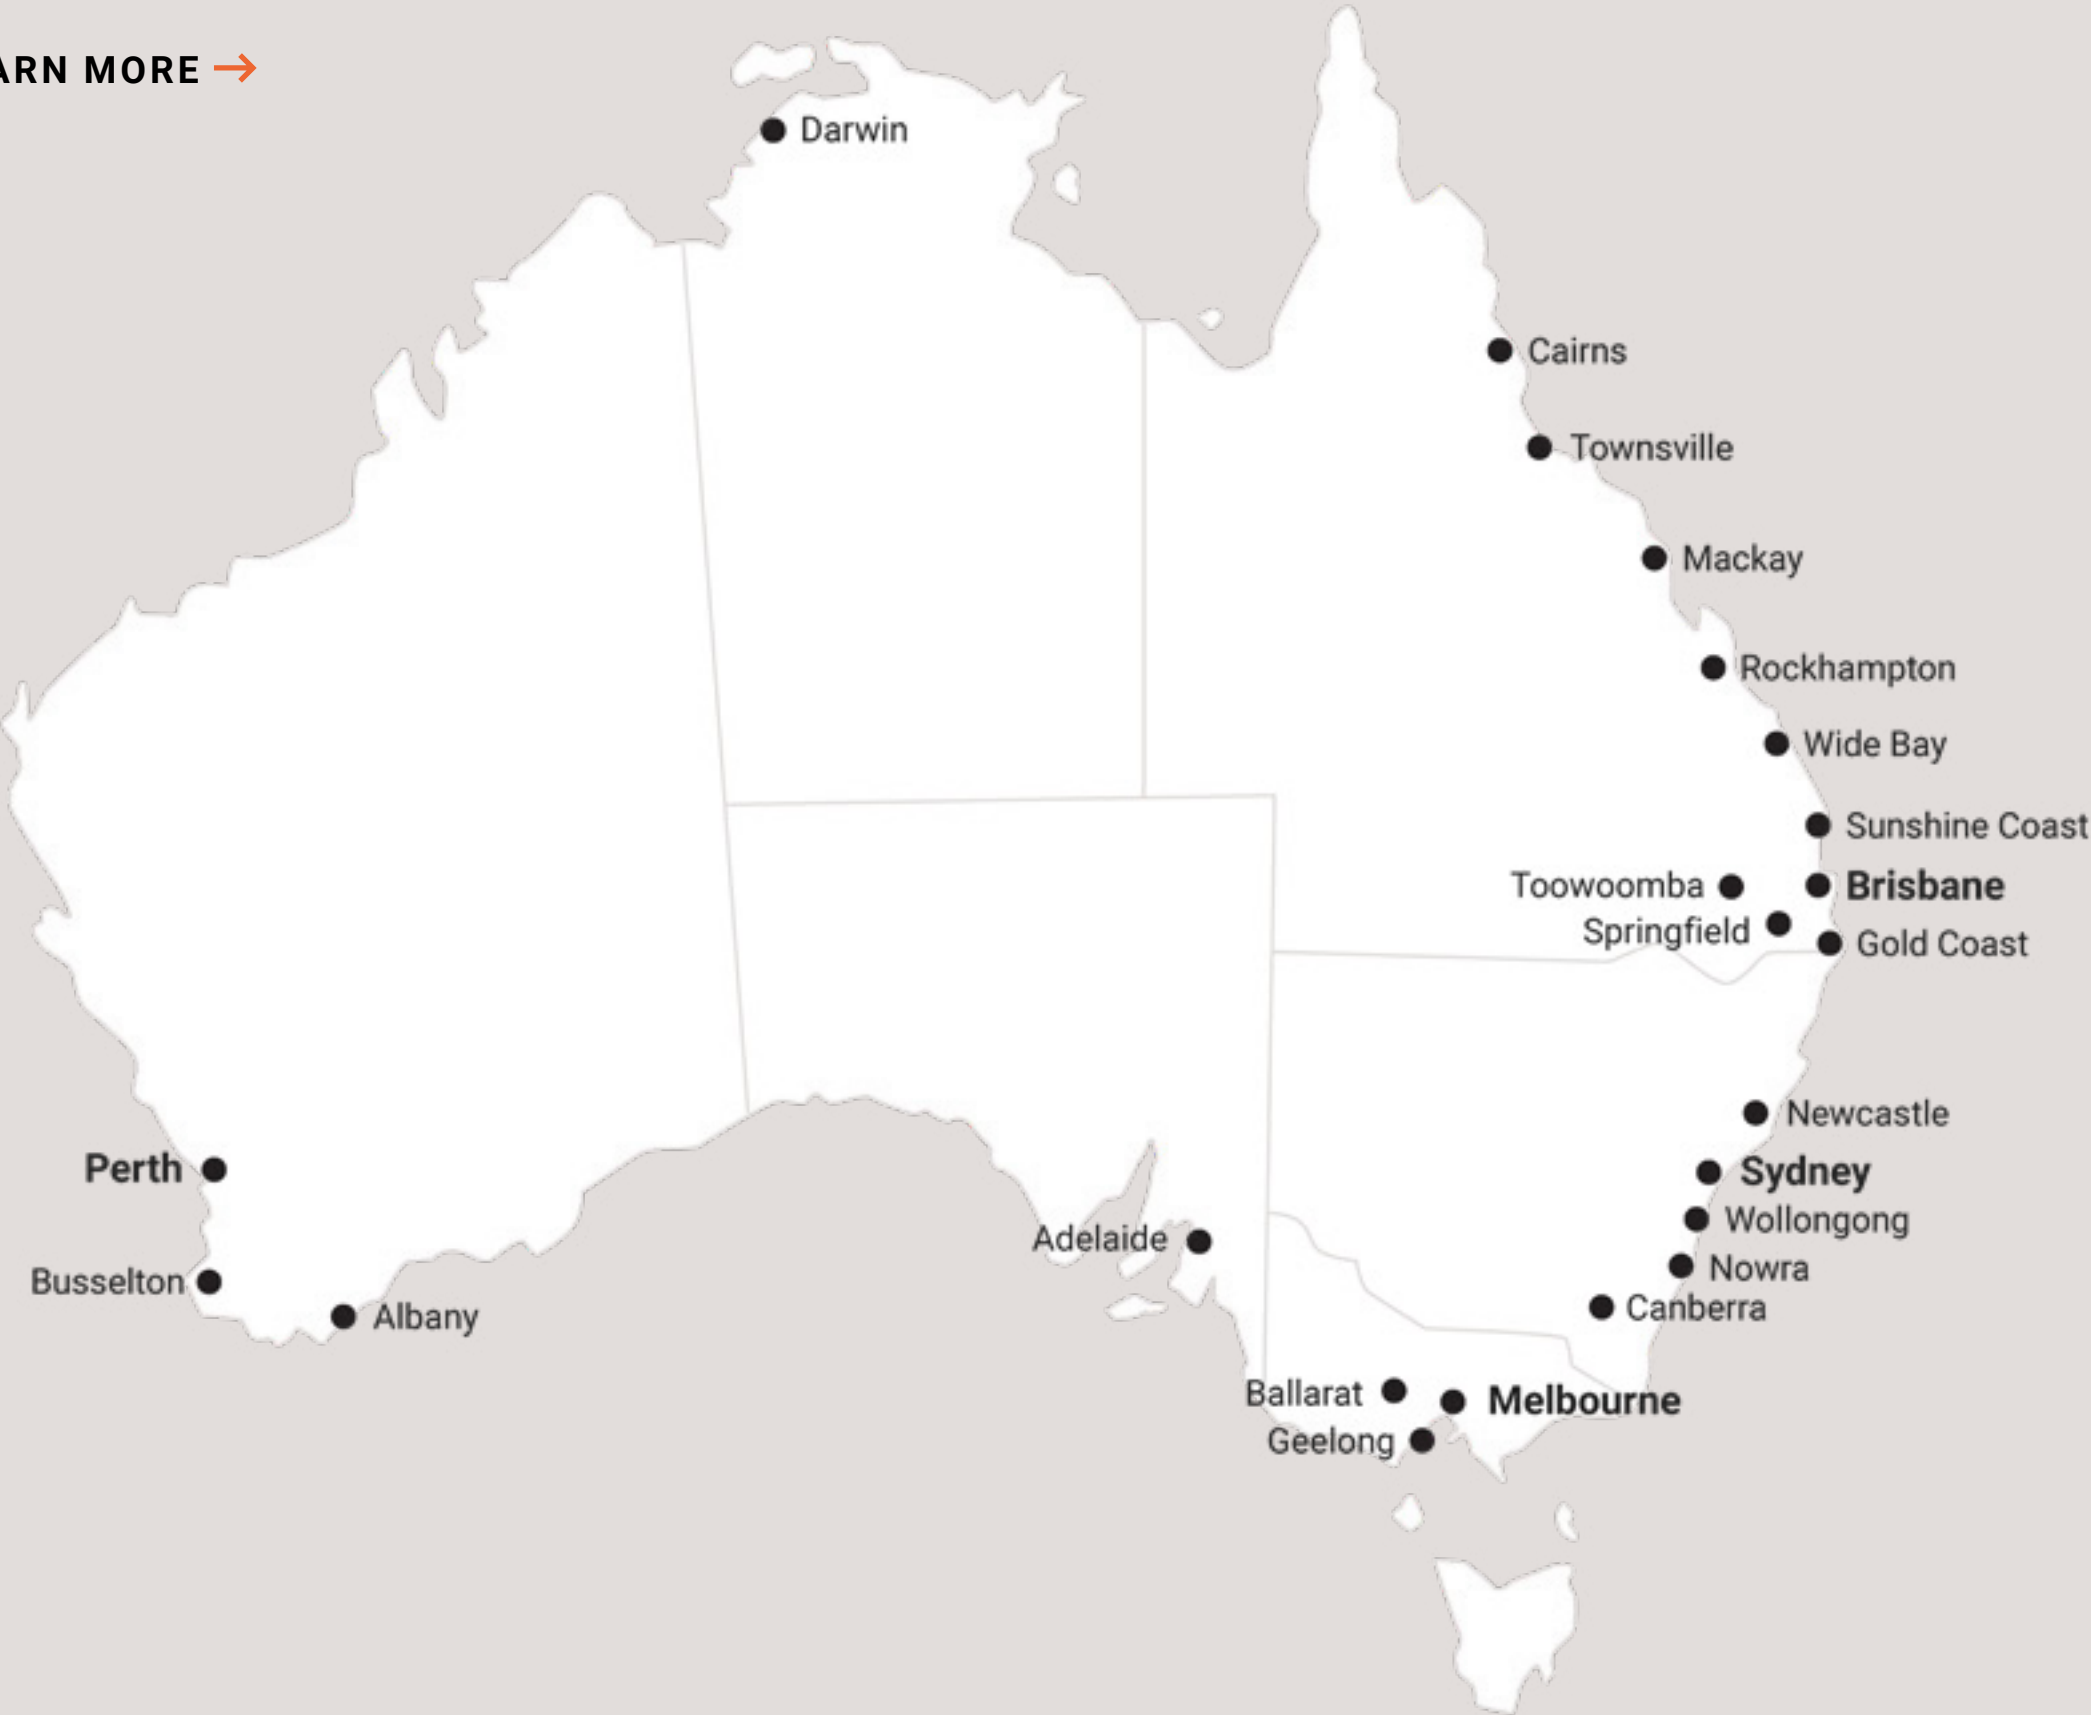 ARN MORE →
Darwin
Cairns
Townsville
Mackay
Rockhampton
Wide Bay
Sunshine Coast
Toowoomba
Brisbane
Springfield
Gold Coast
Newcastle
Perth
Sydney
Wollongong
Adelaide
Nowra
Busselton
Canberra
Albany
Ballarat
Melbourne
Geelong